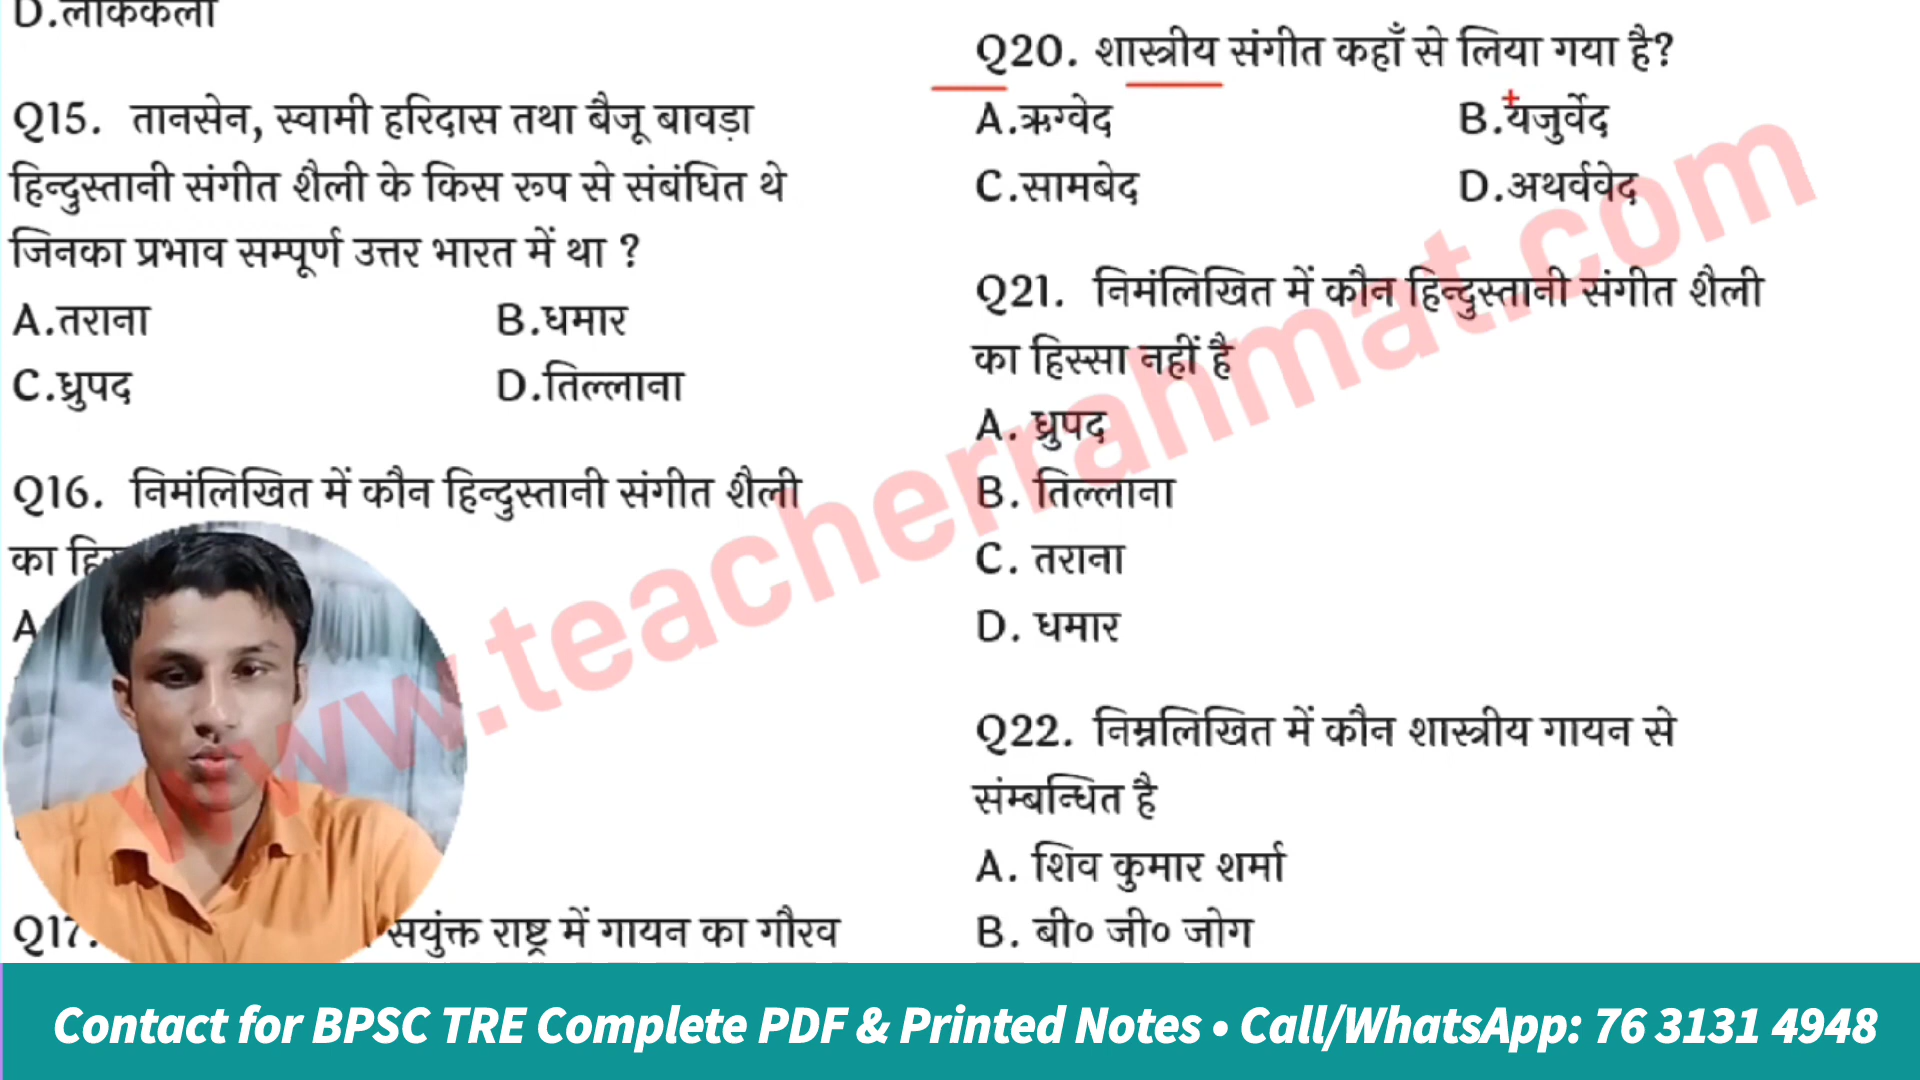 D.लोककला
Q15. तानसेन, स्वामी हरिदास तथा बैजू बावड़ा
हिन्दुस्तानी संगीत शैली के किस रूप से संबंधित थे
जिनका प्रभाव सम्पूर्ण उत्तर भारत में था ?
A.तराना B.धमार
C.ध्रुपद D.तिल्लाना
Q16. निमंलिखित में कौन हिन्दुस्तानी संगीत शैली
का
A
Q17. सयुंक्त राष्ट्र में गायन का गौरव
Q20. शास्त्रीय संगीत कहाँ से लिया गया है?
A.ऋग्वेद B.यजुर्वेद
C.सामबेद D.अथर्ववेद
Q21. निमंलिखित में कौन हिन्दुस्तानी संगीत शैली
का हिस्सा नहीं है
A. ध्रुपद
B. तिल्लाना
C. तराना
D. धमार
Q22. निम्नलिखित में कौन शास्त्रीय गायन से
संम्बन्धित है
A. शिव कुमार शर्मा
B. बी० जी० जोग
www.teacherrahmat.com
Contact for BPSC TRE Complete PDF & Printed Notes • Call/WhatsApp: 76 3131 4948